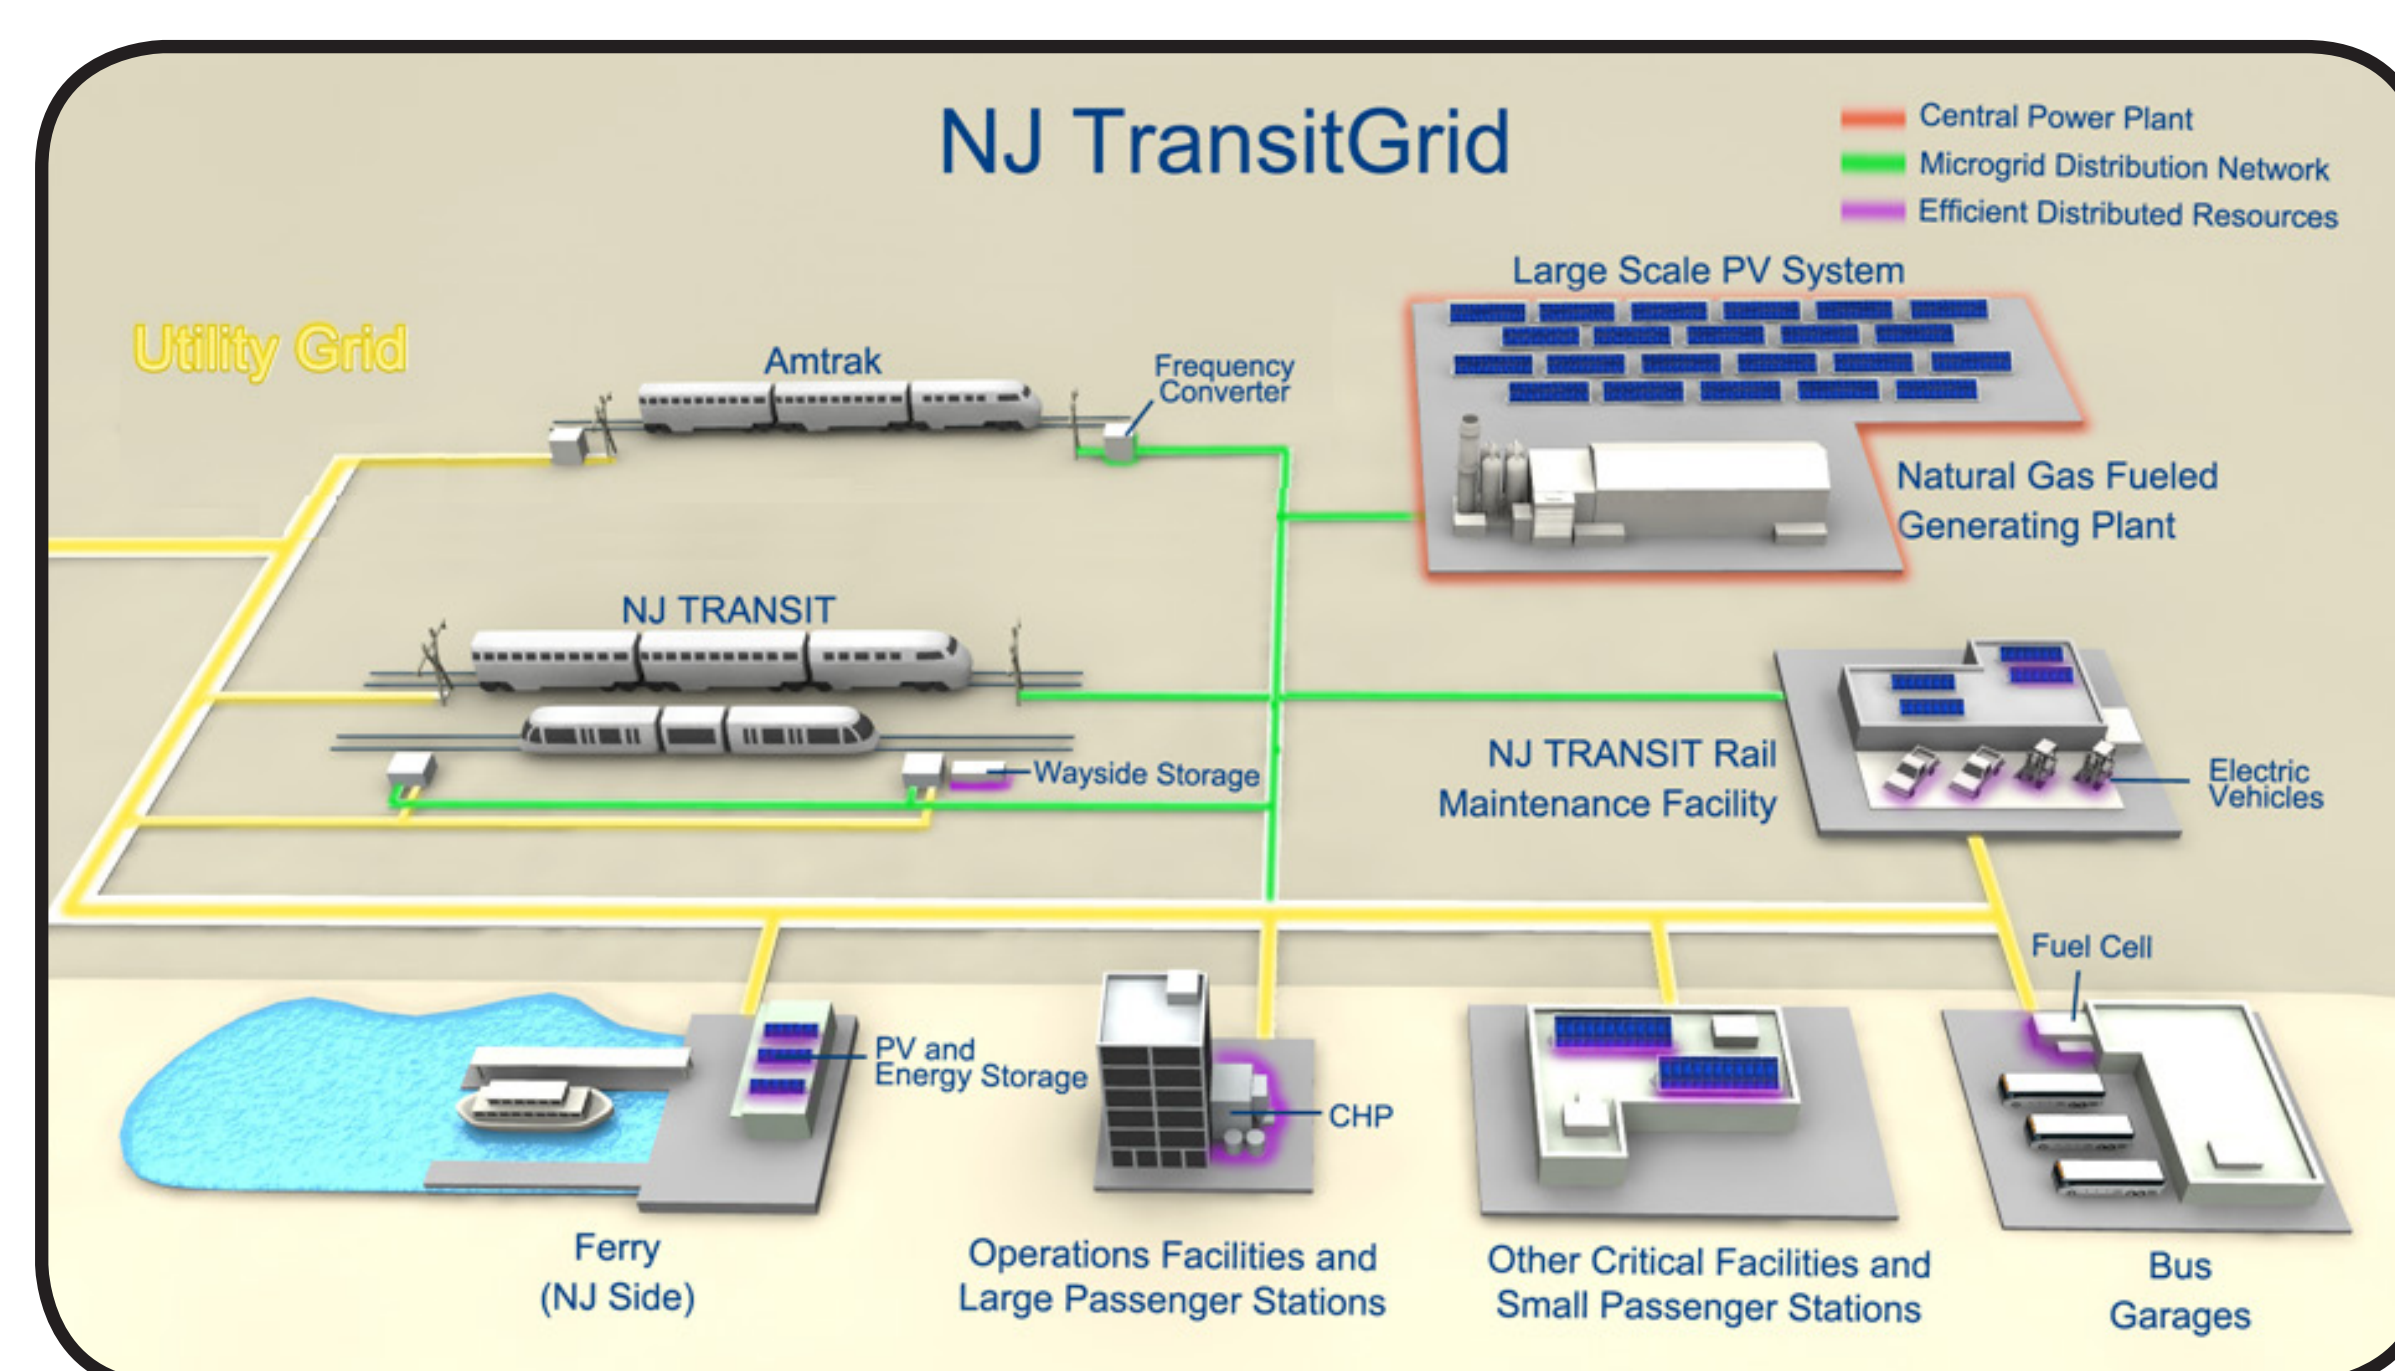 NJ TransitGrid
Central Power Plant
Microgrid Distribution Network
Efficient Distributed Resources
Large Scale PV System
Utility Grid
Amtrak
Frequency
Converter
Natural Gas Fueled
Generating Plant
NJ TRANSIT
Wayside Storage
NJ TRANSIT Rail
Maintenance Facility
Electric
Vehicles
Fuel Cell
PV and
Energy Storage
CHP
Ferry
(NJ Side)
Operations Facilities and
Large Passenger Stations
Other Critical Facilities and
Small Passenger Stations
Bus
Garages